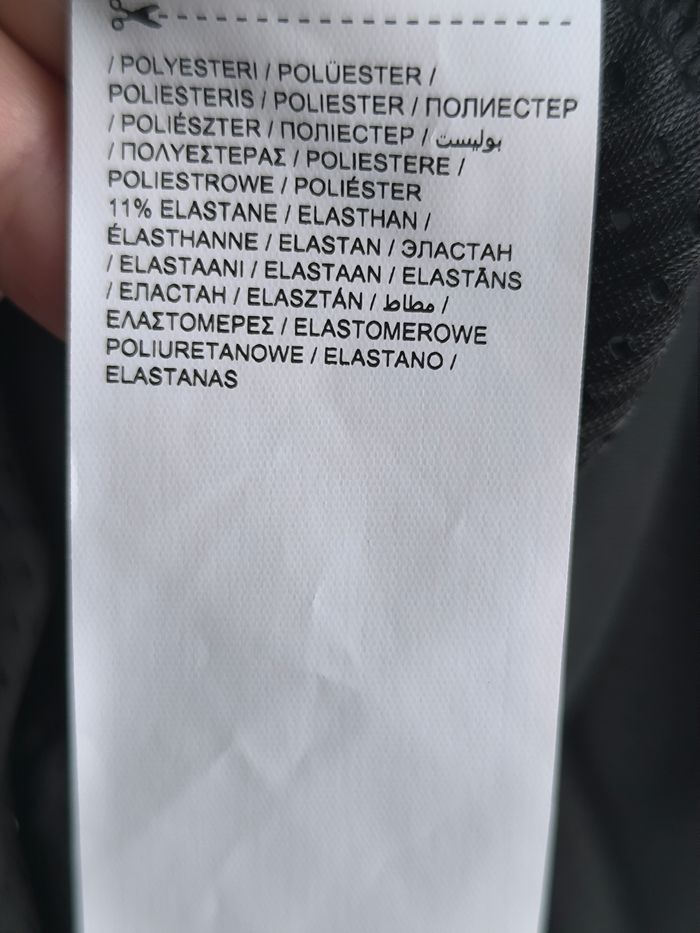 / POLYESTERI / POLÜESTER /
POLIESTERIS / POLIESTER / ПОЛИЕСТЕР
/ POLIÉSZTER / ПОЛІЕСТЕР / بوليست
/ ΠΟΛΥΕΣΤΕΡΑΣ / POLIESTERE /
POLIESTROWE / POLIÉSTER
11% ELASTANE / ELASTHAN /
ÉLASTHANNE / ELASTAN / ЭЛАСТАН
/ ELASTAANI / ELASTAAN / ELASTĀNS
/ ЕЛАСТАН / ELASZTÁN / مطاط /
ΕΛΑΣΤΟΜΕΡΕΣ / ELASTOMEROWE
POLIURETANOWE / ELASTANO /
ELASTANAS